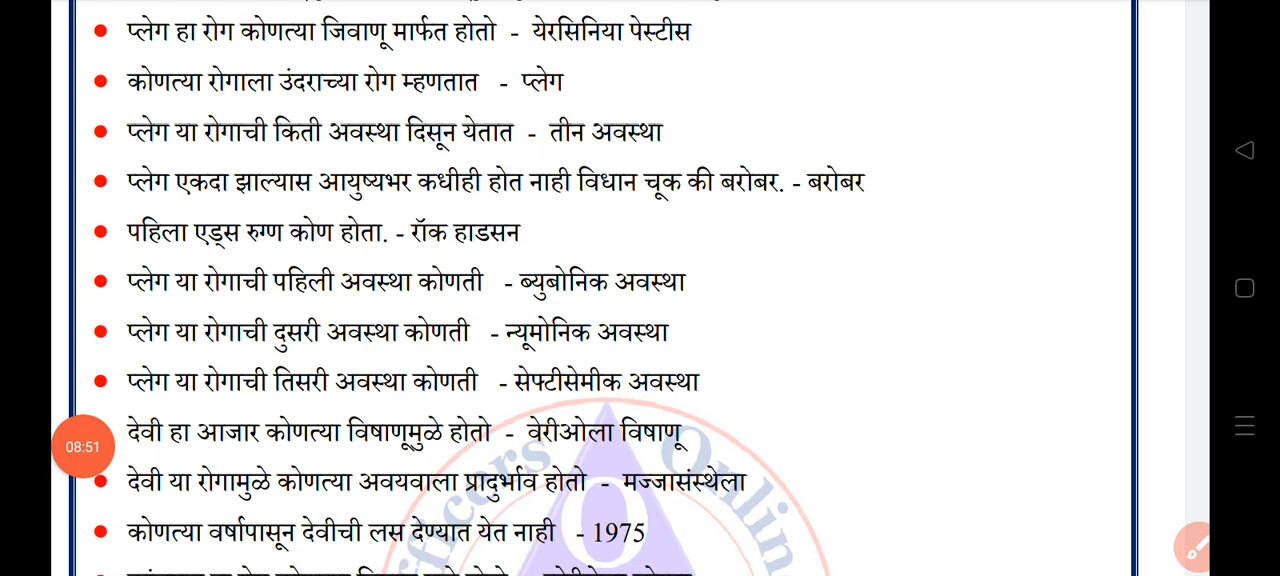 प्लेग हा रोग कोणत्या जिवाणू मार्फत होतो - येरसिनिया पेस्टीस
कोणत्या रोगाला उंदराच्या रोग म्हणतात - प्लेग
प्लेग या रोगाची किती अवस्था दिसून येतात - तीन अवस्था
प्लेग एकदा झाल्यास आयुष्यभर कधीही होत नाही विधान चूक की बरोबर. - बरोबर
पहिला एड्स रुग्ण कोण होता. - रॉक हाडसन
प्लेग या रोगाची पहिली अवस्था कोणती - ब्युबोनिक अवस्था
प्लेग या रोगाची दुसरी अवस्था कोणती - न्यूमोनिक अवस्था
प्लेग या रोगाची तिसरी अवस्था कोणती - सेफ्टीसेमीक अवस्था
देवी हा आजार कोणत्या विषाणूमुळे होतो - वेरीओला विषाणू
08:51
देवी या रोगामुळे कोणत्या अवयवाला प्रादुर्भाव होतो - मज्जासंस्थेला
कोणत्या वर्षापासून देवीची लस देण्यात येत नाही - 1975